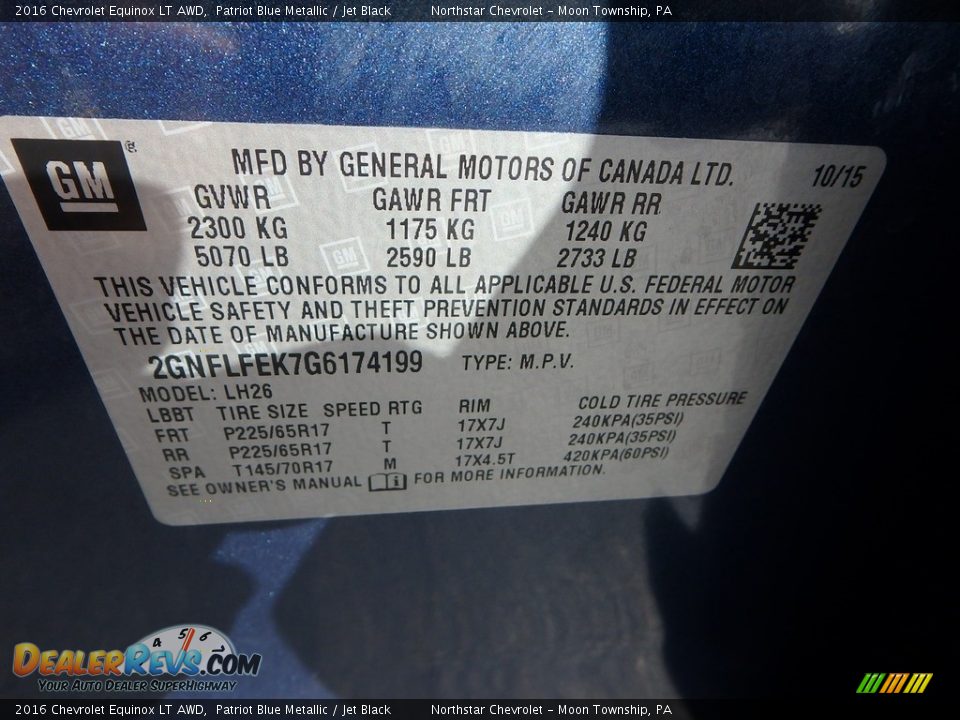 2016 Chevrolet Equinox LT AWD, Patriot Blue Metallic / Jet Black Northstar Chevrolet – Moon Township, PA
GM
MFD BY GENERAL MOTORS OF CANADA LTD. 10/15
GVWR GAWR FRT GAWR RR
2300 KG 1175 KG 1240 KG
5070 LB 2590 LB 2733 LB
THIS VEHICLE CONFORMS TO ALL APPLICABLE U.S. FEDERAL MOTOR
VEHICLE SAFETY AND THEFT PREVENTION STANDARDS IN EFFECT ON
THE DATE OF MANUFACTURE SHOWN ABOVE.
2GNFLFEK7G6174199 TYPE: M.P.V.
MODEL: LH26
LBBT TIRE SIZE SPEED RTG RIM COLD TIRE PRESSURE
FRT P225/65R17 T 17X7J 240KPA(35PSI)
RR P225/65R17 T 17X7J 240KPA(35PSI)
SPA T145/70R17 M 17X4.5T 420KPA(60PSI)
SEE OWNER'S MANUAL i FOR MORE INFORMATION.
4 5 6
DEALERREVS.COM
YOUR AUTO DEALER SUPERHIGHWAY
2016 Chevrolet Equinox LT AWD, Patriot Blue Metallic / Jet Black Northstar Chevrolet – Moon Township, PA